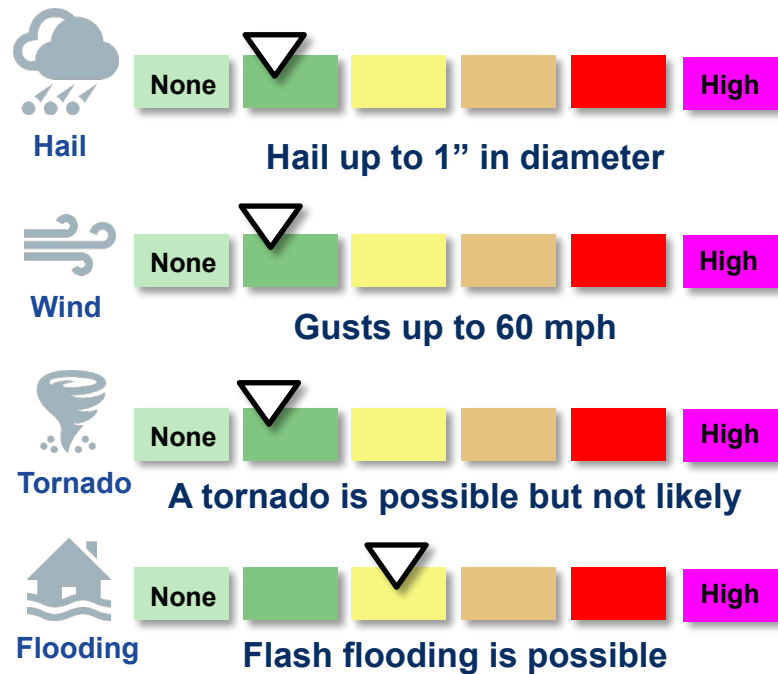 None
High
Hail
Hail up to 1” in diameter
None
High
Wind
Gusts up to 60 mph
None
High
Tornado
A tornado is possible but not likely
None
High
Flooding
Flash flooding is possible